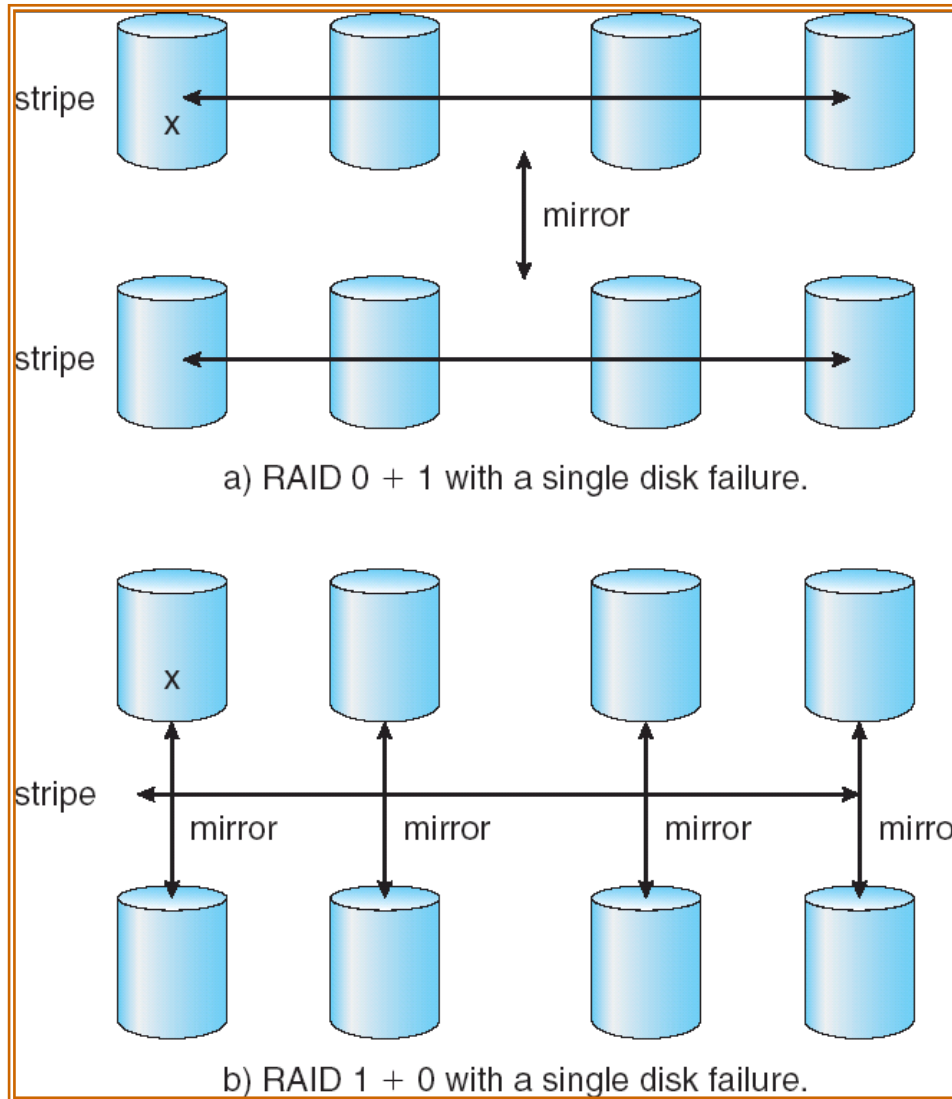 stripe
x
mirror
stripe
a) RAID 0 + 1 with a single disk failure.
x
stripe
mirror mirror mirror mirro
b) RAID 1 + 0 with a single disk failure.